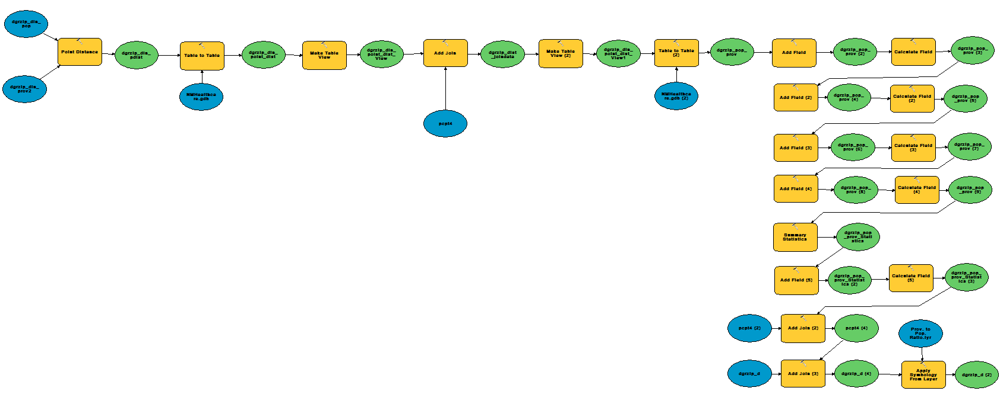 dgrzip_dis_
pop
Point Distance
dgrzip_dis_
prov2
dgrzip_dis_
pdist
Table to Table
NMHealthca
re.gdb
dgrzip_dis_
point_dist
Make Table
View
dgrzip_dis_
point_dist_
View
Add Join
pcpt4
dgrzip_dist
_joindata
Make Table
View (2)
dgrzip_dis_
point_dist_
View1
Table to Table
(2)
NMHealthca
re.gdb (2)
dgrzip_pop_
prov
Add Field
dgrzip_pop_
prov (2)
Calculate Field
dgrzip_pop_
prov (3)
Add Field (2)
dgrzip_pop_
prov (4)
Calculate Field
(2)
dgrzip_pop
_prov (5)
Add Field (3)
dgrzip_pop_
prov (6)
Calculate Field
(3)
dgrzip_pop_
prov (7)
Add Field (4)
dgrzip_pop_
prov (8)
Calculate Field
(4)
dgrzip_pop
_prov (9)
Summary
Statistics
dgrzip_pop
_prov_Stati
stics
Add Field (5)
dgrzip_pop_
prov_Statist
ics (2)
Calculate Field
(5)
dgrzip_pop_
prov_Statist
ics (3)
pcpt4 (2)
Add Join (2)
pcpt4 (4)
Prov. to
Pop.
Ratio.lyr
dgrzip_d
Add Join (3)
dgrzip_d (4)
Apply
Symbology
From Layer
dgrzip_d (2)